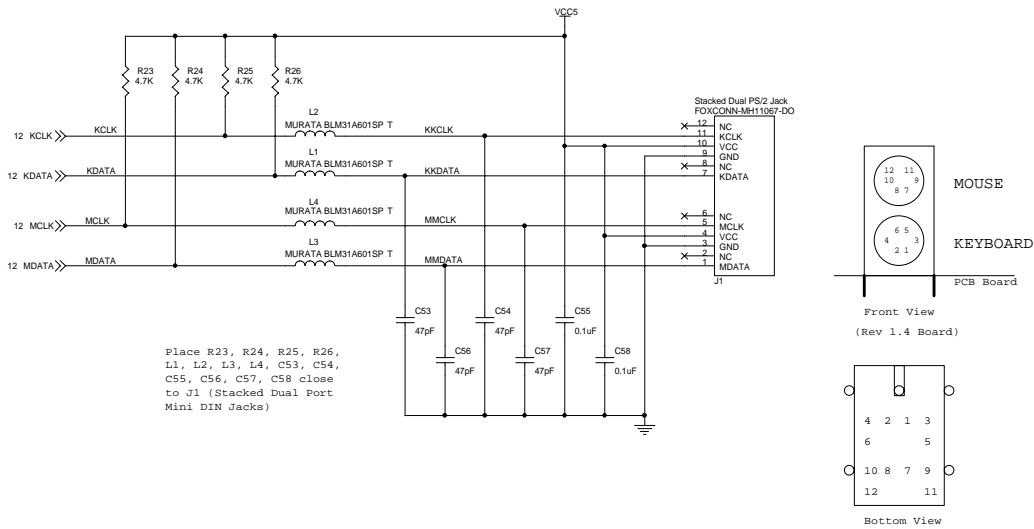 VCC5
R23
4.7K
R24
4.7K
R25
4.7K
R26
4.7K
Stacked Dual PS/2 Jack
FOXCONN-MH11067-DO
L2
MURATA BLM31A601SP T
12 KCLK
KCLK
KKCLK
L1
MURATA BLM31A601SP T
12 KDATA
KDATA
KKDATA
L4
MURATA BLM31A601SP T
12 MCLK
MCLK
MMCLK
L3
MURATA BLM31A601SP T
12 MDATA
MDATA
MMDATA
12 NC
11 KCLK
10 VCC
9 GND
8 NC
7 KDATA
6 NC
5 MCLK
4 VCC
3 GND
2 NC
1 MDATA
J1
C53
47pF
C54
47pF
C55
0.1uF
C56
47pF
C57
47pF
C58
0.1uF
Place R23, R24, R25, R26,
L1, L2, L3, L4, C53, C54,
C55, C56, C57, C58 close
to J1 (Stacked Dual Port
Mini DIN Jacks)
12 11
10 9
8 7
MOUSE
6 5
4 3
2 1
KEYBOARD
PCB Board
Front View
(Rev 1.4 Board)
4 2 1 3
6 5
10 8 7 9
12 11
Bottom View